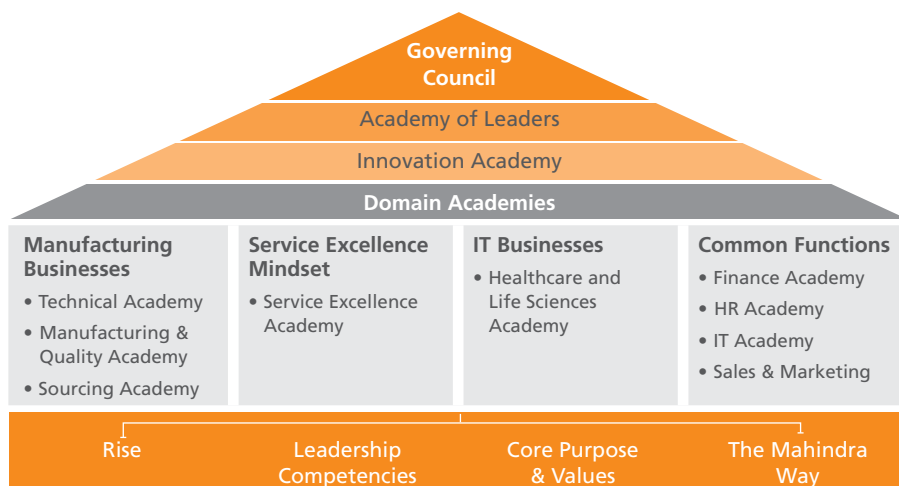 Governing
Council
Academy of Leaders
Innovation Academy
Domain Academies
Manufacturing
Businesses
• Technical Academy
• Manufacturing &
Quality Academy
• Sourcing Academy
Service Excellence
Mindset
• Service Excellence
Academy
IT Businesses
• Healthcare and
Life Sciences
Academy
Common Functions
• Finance Academy
• HR Academy
• IT Academy
• Sales & Marketing
Rise
Leadership
Competencies
Core Purpose
& Values
The Mahindra
Way